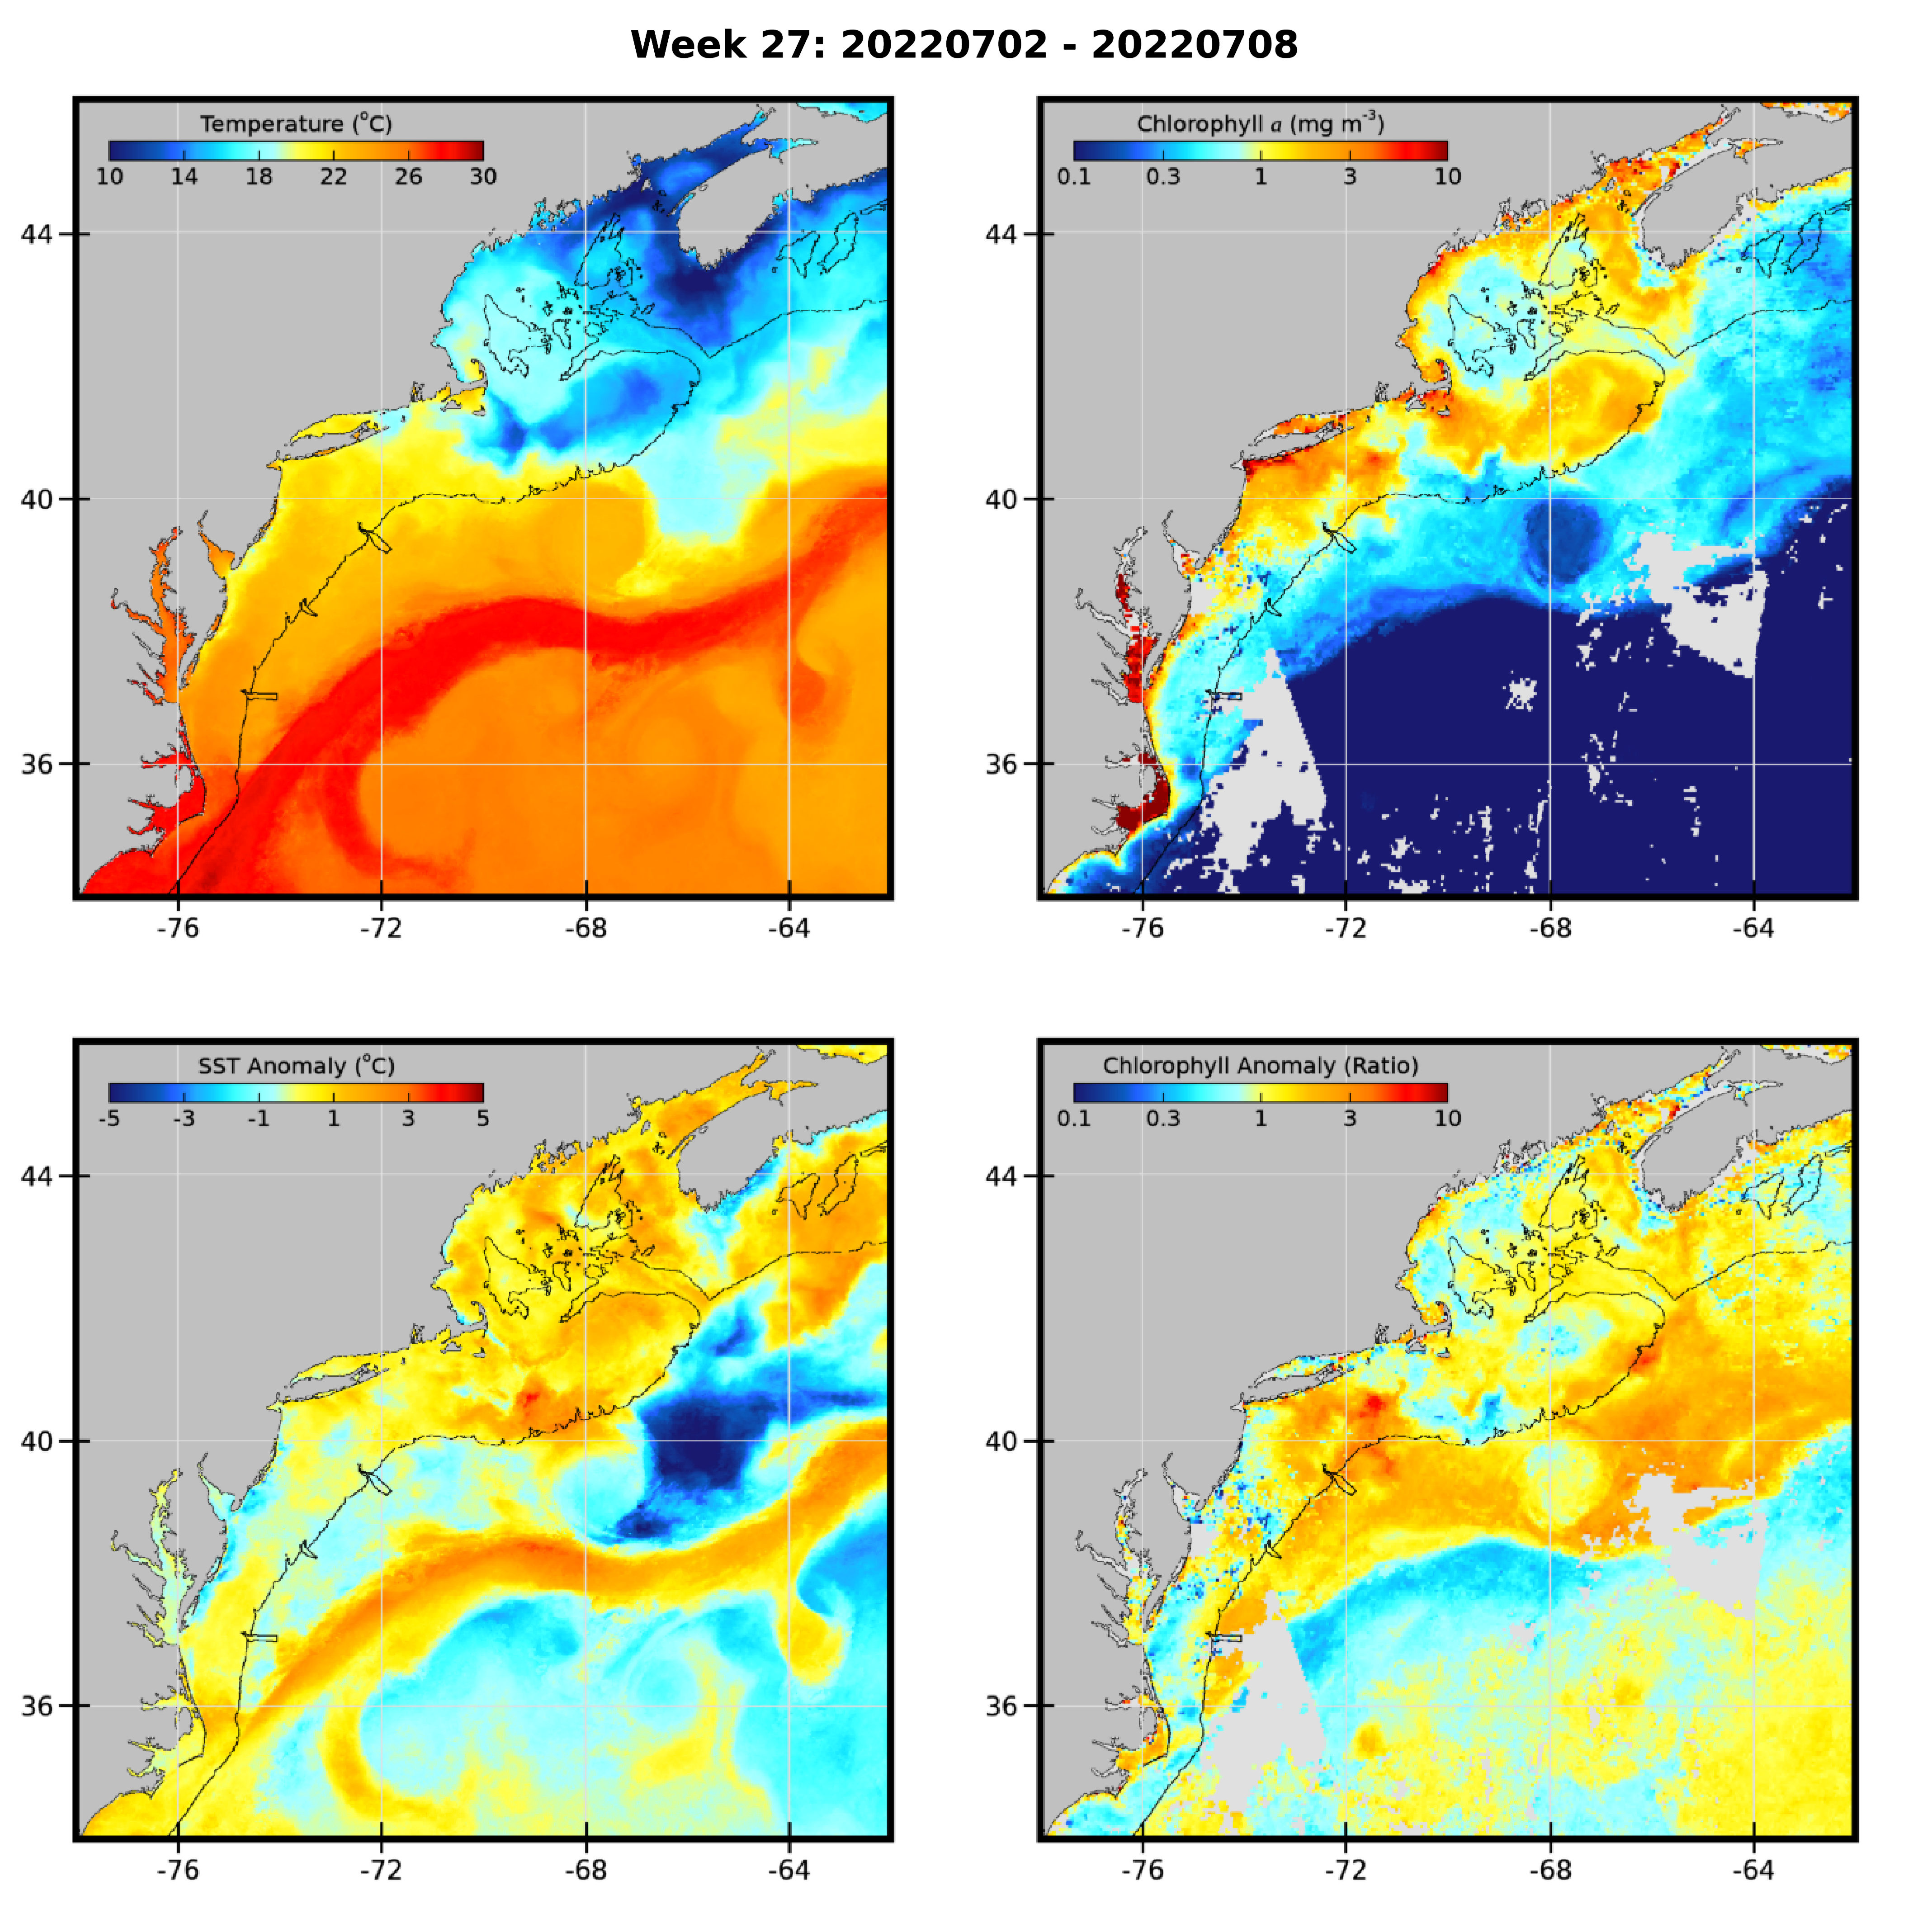 Week 27: 20220702 - 20220708
Temperature (°C)
10 14 18 22 26 30
44
40
36
-76 -72 -68 -64
Chlorophyll a (mg m⁻³)
0.1 0.3 1 3 10
44
40
36
-76 -72 -68 -64
SST Anomaly (°C)
-5 -3 -1 1 3 5
44
40
36
-76 -72 -68 -64
Chlorophyll Anomaly (Ratio)
0.1 0.3 1 3 10
44
40
36
-76 -72 -68 -64